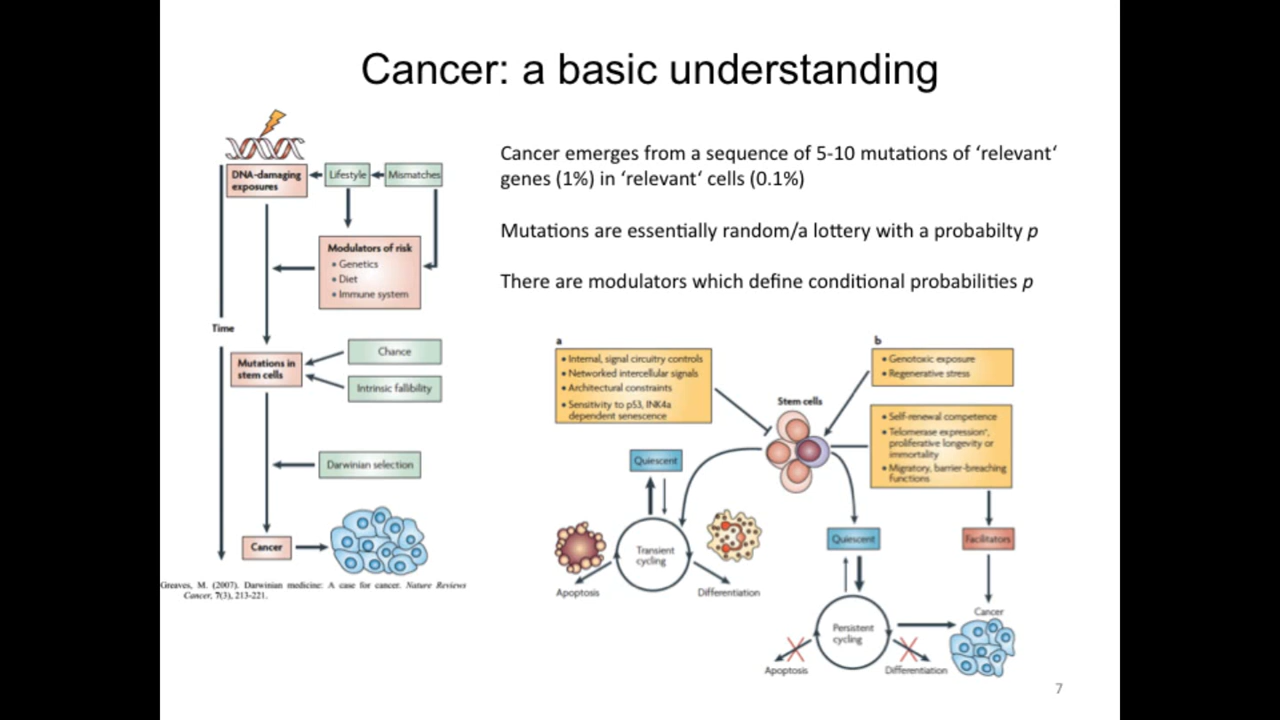 Cancer: a basic understanding
DNA-damaging
exposures
Lifestyle
Mismatches
Modulators of risk
• Genetics
• Diet
• Immune system
Time
Mutations in
stem cells
Chance
Intrinsic fallibility
Darwinian selection
Cancer
Greaves, M. (2007). Darwinian medicine: A case for cancer. Nature Reviews
Cancer, 7(3), 213-221.
Cancer emerges from a sequence of 5-10 mutations of ‘relevant‘
genes (1%) in ‘relevant‘ cells (0.1%)
Mutations are essentially random/a lottery with a probabilty p
There are modulators which define conditional probabilities p
a
• Internal, signal circuitry controls
• Networked intercellular signals
• Architectural constraints
• Sensitivity to p53, INK4a
dependent senescence
b
• Genotoxic exposure
• Regenerative stress
Stem cells
• Self-renewal competence
• Telomerase expression*,
proliferative longevity or
immortality
• Migratory, barrier-breaching
functions
Quiescent
Transient
cycling
Apoptosis
Differentiation
Quiescent
Facilitators
Persistent
cycling
Cancer
Apoptosis
Differentiation
7